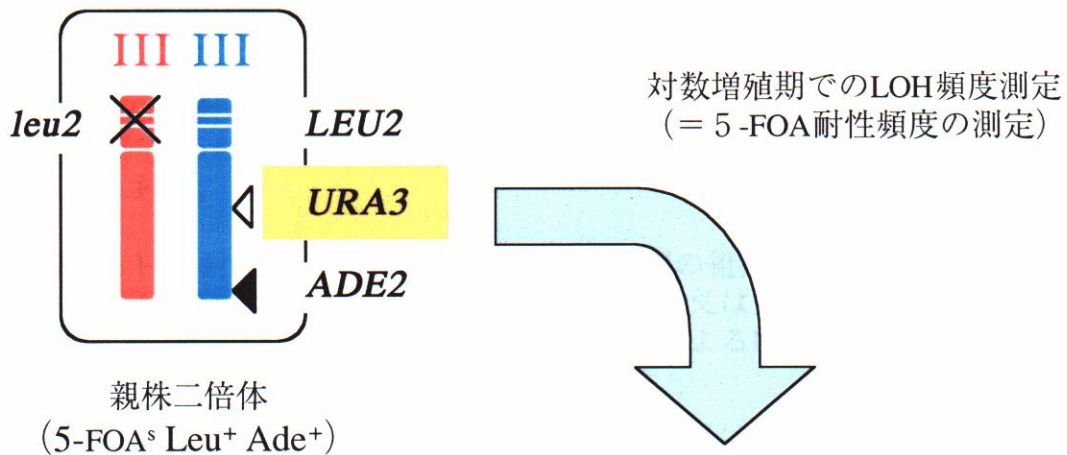 III III
leu2
LEU2
URA3
ADE2
対数増殖期でのLOH頻度測定
(=5-FOA耐性頻度の測定)
親株二倍体
(5-FOAˢ Leu⁺ Ade⁺)